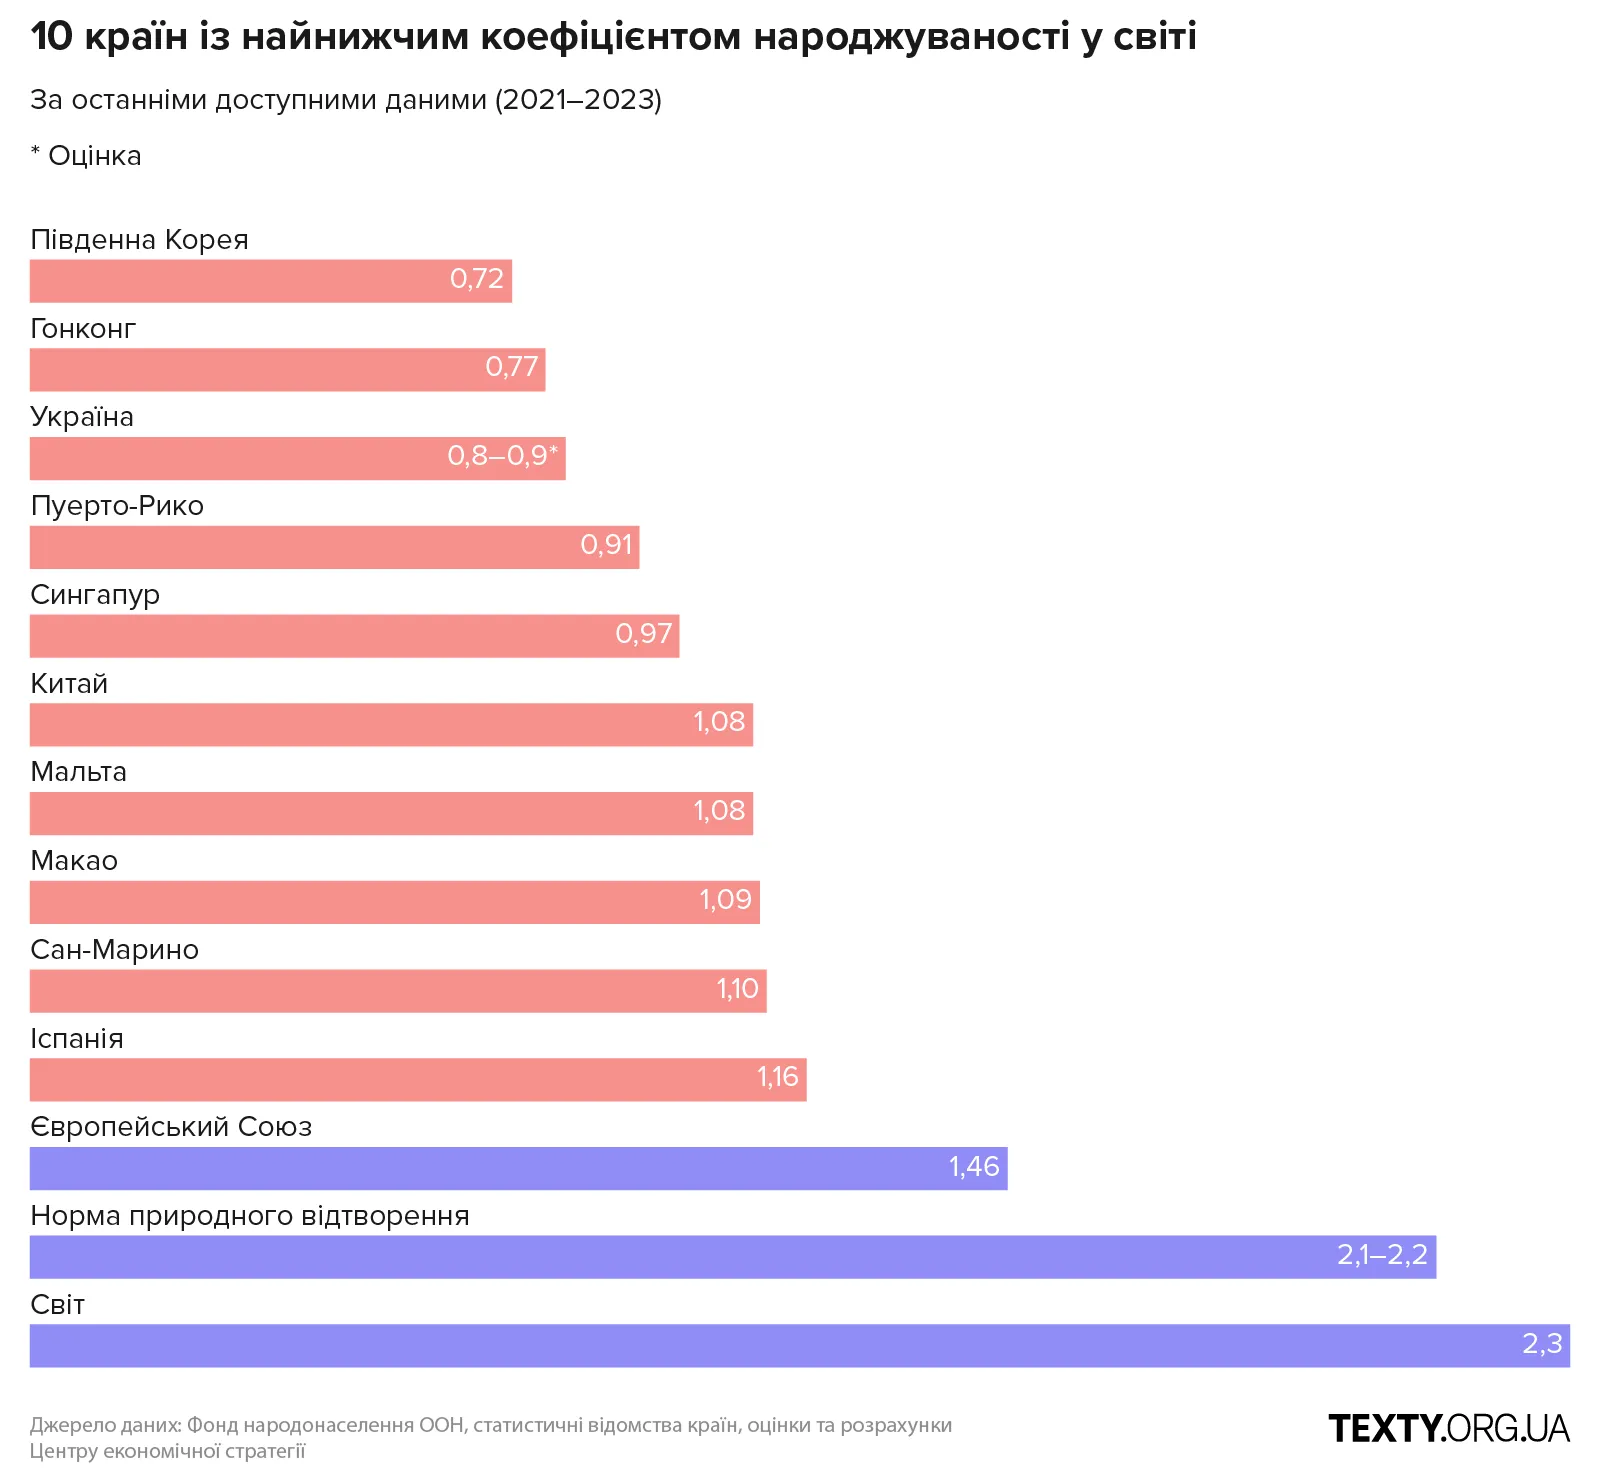 10 країн із найнижчим коефіцієнтом народжуваності у світі
За останніми доступними даними (2021–2023)
* Оцінка
Південна Корея
0,72
Гонконг
0,77
Україна
0,8–0,9*
Пуерто-Рико
0,91
Сингапур
0,97
Китай
1,08
Мальта
1,08
Макао
1,09
Сан-Марино
1,10
Іспанія
1,16
Європейський Союз
1,46
Норма природного відтворення
2,1–2,2
Світ
2,3
Джерело даних: Фонд народонаселення ООН, статистичні відомства країн, оцінки та розрахунки
Центру економічної стратегії
TEXTY.ORG.UA